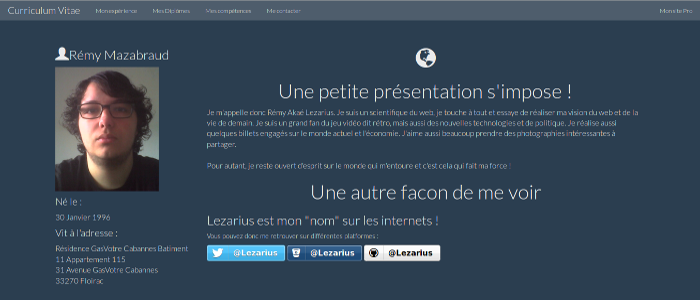 Curriculum Vitae Mon expérience Mes Diplômes Mes compétences Me contacter Mon site Pro
Rémy Mazabraud
Né le :
30 Janvier 1996
Vit à l'adresse :
Résidence GasVotre Cabannes Batiment
11 Appartement 115
31 Avenue GasVotre Cabannes
33270 Floirac
Une petite présentation s'impose !
Je m'appelle donc Rémy Akaé Lezarius. Je suis un scientifique du web, je touche à tout et essaye de réaliser ma vision du web et de la
vie de demain. Je suis un grand fan du jeu vidéo dit rétro, mais aussi des nouvelles technologies et de politique. Je réalise aussi
quelques billets engagés sur le monde actuel et l'économie. J'aime aussi beaucoup prendre des photographies intéressantes à
partager.
Pour autant, je reste ouvert d'esprit sur le monde qui m'entoure et c'est cela qui fait ma force !
Une autre facon de me voir
Lezarius est mon "nom" sur les internets !
Vous pouvez donc me retrouver sur différentes platformes :
@Lezarius @Lezarius @Lezarius